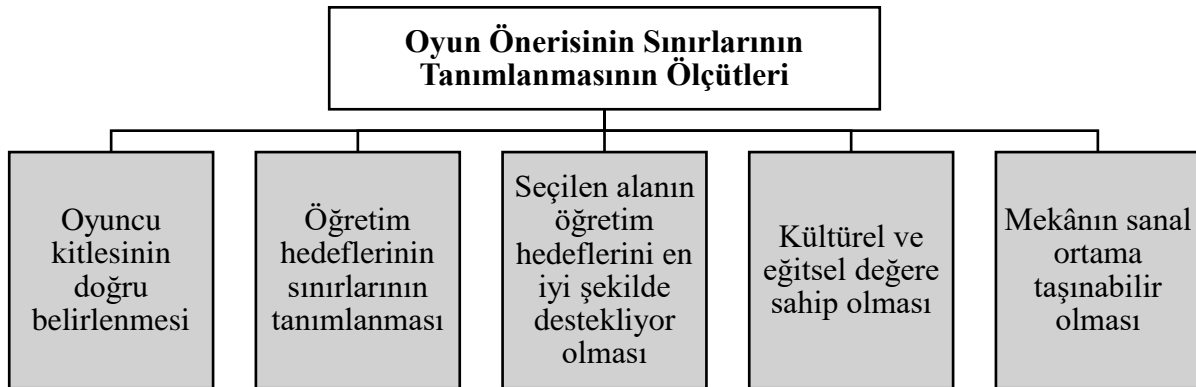 Oyun Önerisinin Sınırlarının
Tanımlanmasının Ölçütleri
Oyuncu
kitlesinin
doğru
belirlenmesi
Öğretim
hedeflerinin
sınırlarının
tanımlanması
Seçilen alanın
öğretim
hedeflerini en
iyi şekilde
destekliyor
olması
Kültürel ve
eğitsel değere
sahip olması
Mekânın sanal
ortama
taşınabilir
olması